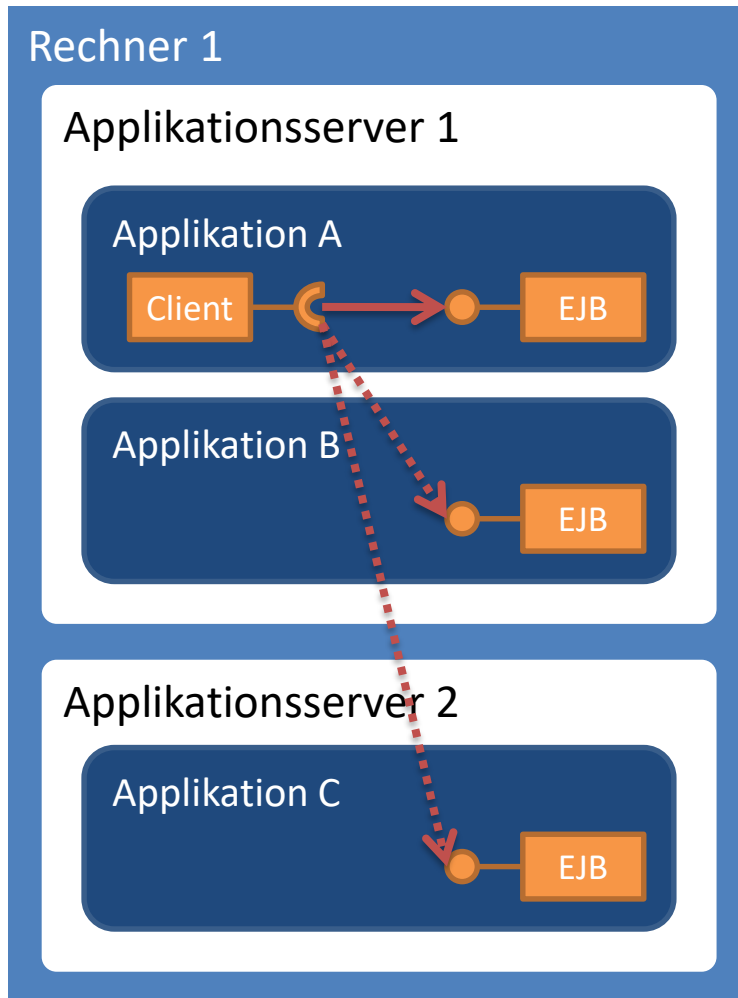 Rechner 1
Applikationsserver 1
Applikation A
Client
EJB
Applikation B
EJB
Applikationsserver 2
Applikation C
EJB